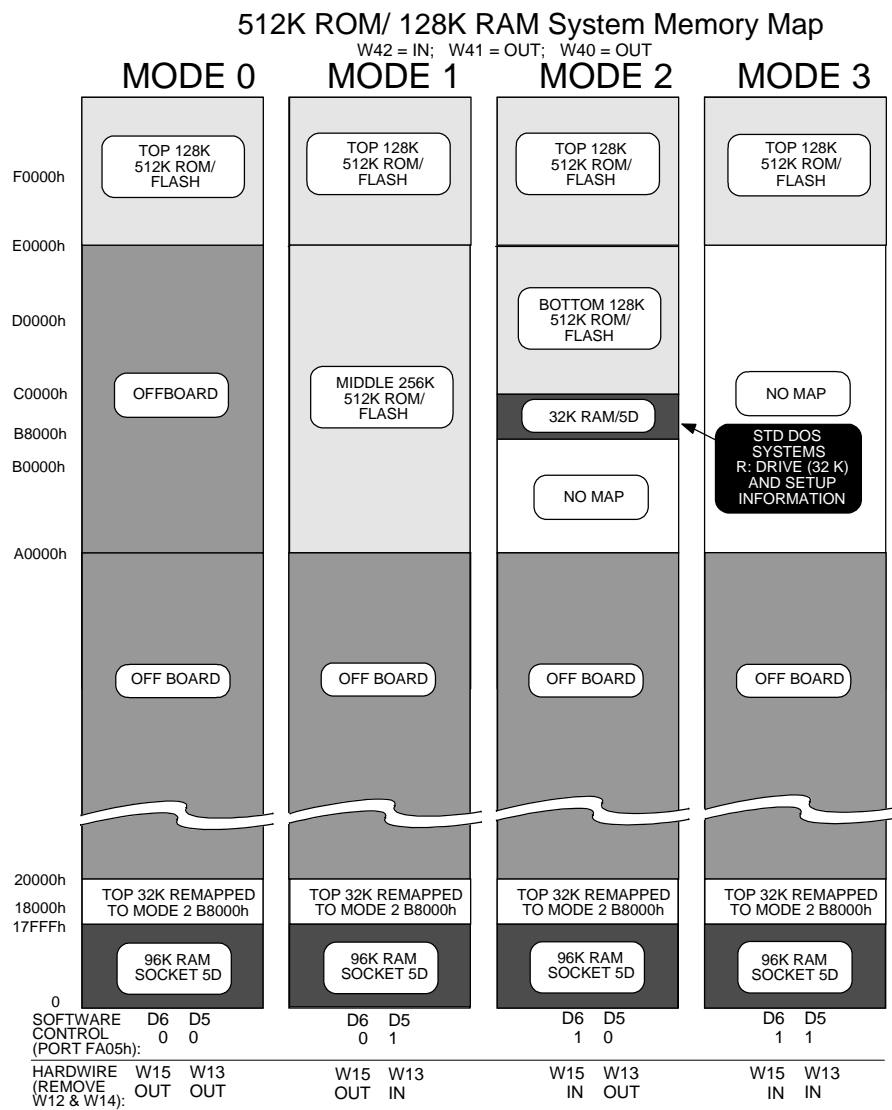 512K ROM/ 128K RAM System Memory Map
W42 = IN; W41 = OUT; W40 = OUT
MODE 0 MODE 1 MODE 2 MODE 3
TOP 128K
512K ROM/
FLASH
TOP 128K
512K ROM/
FLASH
TOP 128K
512K ROM/
FLASH
TOP 128K
512K ROM/
FLASH
F0000h
E0000h
D0000h
BOTTOM 128K
512K ROM/
FLASH
C0000h
OFFBOARD
MIDDLE 256K
512K ROM/
FLASH
NO MAP
32K RAM/5D
B8000h
STD DOS
SYSTEMS
R: DRIVE (32 K)
AND SETUP
INFORMATION
B0000h
NO MAP
A0000h
OFF BOARD OFF BOARD OFF BOARD OFF BOARD
20000h
TOP 32K REMAPPED
TO MODE 2 B8000h
TOP 32K REMAPPED
TO MODE 2 B8000h
TOP 32K REMAPPED
TO MODE 2 B8000h
TOP 32K REMAPPED
TO MODE 2 B8000h
18000h
17FFFh
96K RAM
SOCKET 5D
96K RAM
SOCKET 5D
96K RAM
SOCKET 5D
96K RAM
SOCKET 5D
0
SOFTWARE D6 D5 D6 D5 D6 D5 D6 D5
CONTROL 0 0 0 1 1 0 1 1
(PORT FA05h):
HARDWIRE W15 W13 W15 W13 W15 W13 W15 W13
(REMOVE OUT OUT OUT IN IN OUT IN IN
W12 & W14):